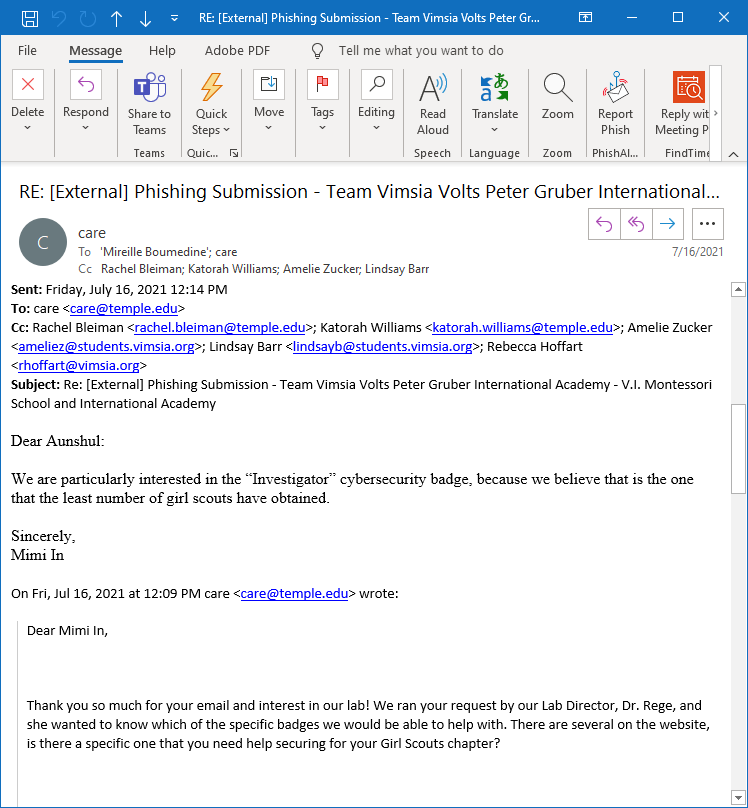 RE: [External] Phishing Submission - Team Vimsia Volts Peter Gr...
File Message Help Adobe PDF Tell me what you want to do
Delete Respond Share to Teams Quick Steps Move Tags Editing Read Aloud Translate Zoom Report Phish Reply wit Meeting P
Teams Quic... Speech Language Zoom PhishAl... FindTime
RE: [External] Phishing Submission - Team Vimsia Volts Peter Gruber International...
C
care
To 'Mireille Boumedine'; care
Cc Rachel Bleiman; Katorah Williams; Amelie Zucker; Lindsay Barr
7/16/2021
Sent: Friday, July 16, 2021 12:14 PM
To: care <care@temple.edu>
Cc: Rachel Bleiman <rachel.bleiman@temple.edu>; Katorah Williams <katorah.williams@temple.edu>; Amelie Zucker
<ameliez@students.vimsia.org>; Lindsay Barr <lindsayb@students.vimsia.org>; Rebecca Hoffart
<rhoffart@vimsia.org>
Subject: Re: [External] Phishing Submission - Team Vimsia Volts Peter Gruber International Academy - V.I. Montessori
School and International Academy
Dear Aunshul:
We are particularly interested in the “Investigator” cybersecurity badge, because we believe that is the one
that the least number of girl scouts have obtained.
Sincerely,
Mimi In
On Fri, Jul 16, 2021 at 12:09 PM care <care@temple.edu> wrote:
Dear Mimi In,
Thank you so much for your email and interest in our lab! We ran your request by our Lab Director, Dr. Rege, and
she wanted to know which of the specific badges we would be able to help with. There are several on the website,
is there a specific one that you need help securing for your Girl Scouts chapter?